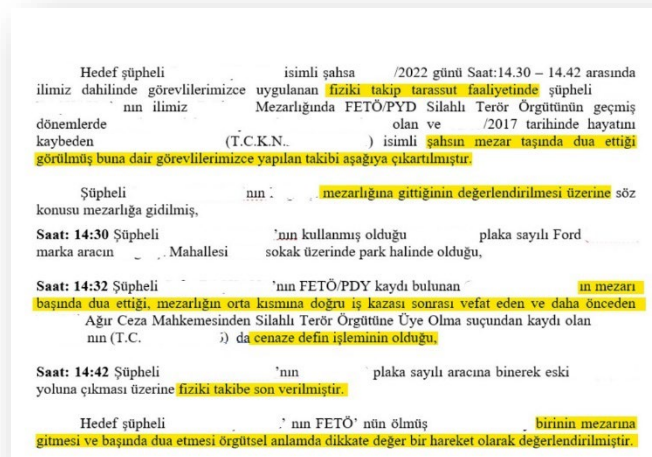 Hedef şüpheli isimli şahsa /2022 günü Saat:14.30 – 14.42 arasında
ilimiz dahilinde görevlilerimizce uygulanan fiziki takip tarassut faaliyetinde şüpheli
nın ilimiz Mezarlığında FETÖ/PYD Silahlı Terör Örgütünün geçmiş
dönemlerde olan ve /2017 tarihinde hayatını
kaybeden (T.C.K.N. ) isimli şahsın mezar taşında dua ettiği
görülmüş buna dair görevlilerimizce yapılan takibi aşağıya çıkartılmıştır.
Şüpheli nın mezarlığına gittiğinin değerlendirilmesi üzerine söz
konusu mezarlığa gidilmiş,
Saat: 14:30 Şüpheli 'nın kullanmış olduğu plaka sayılı Ford
marka aracın Mahallesi sokak üzerinde park halinde olduğu,
Saat: 14:32 Şüpheli 'nın FETÖ/PDY kaydı bulunan ın mezarı
başında dua ettiği, mezarlığın orta kısmına doğru iş kazası sonrası vefat eden ve daha önceden
Ağır Ceza Mahkemesinden Silahlı Terör Örgütüne Üye Olma suçundan kaydı olan
nın (T.C. ) da cenaze defin işleminin olduğu,
Saat: 14:42 Şüpheli 'nın plaka sayılı aracına binerek eski
yoluna çıkması üzerine fiziki takibe son verilmiştir.
Hedef şüpheli ' nın FETÖ' nün ölmüş birinin mezarına
gitmesi ve başında dua etmesi örgütsel anlamda dikkate değer bir hareket olarak değerlendirilmiştir.